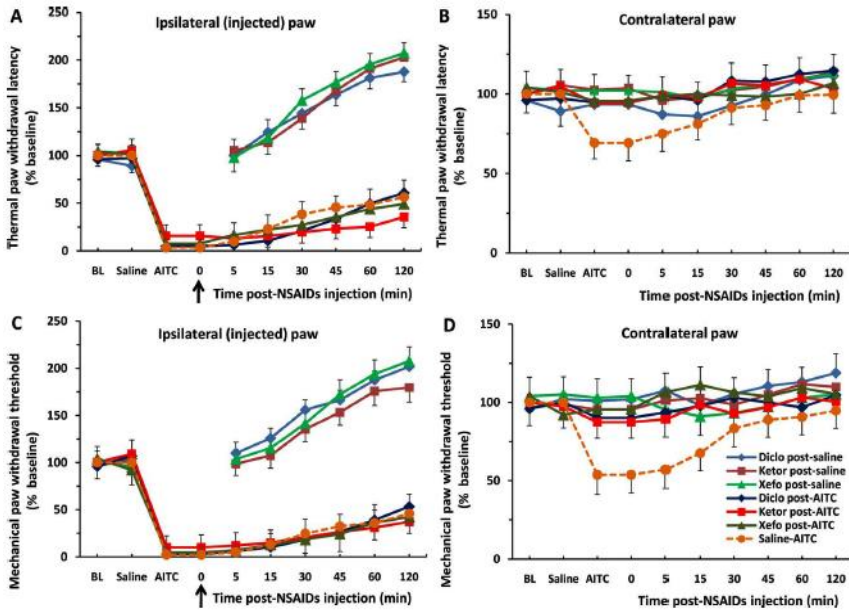 A
Ipsilateral (injected) paw
Thermal paw withdrawal latency
(% baseline)
250
200
150
100
50
0
BL Saline AITC 0 5 15 30 45 60 120
Time post-NSAIDs injection (min)
B
Contralateral paw
Thermal paw withdrawal latency
(% baseline)
150
100
50
0
BL Saline AITC 0 5 15 30 45 60 120
Time post-NSAIDs injection (min)
C
Ipsilateral (injected) paw
Mechanical paw withdrawal threshold
(% baseline)
250
200
150
100
50
0
BL Saline AITC 0 5 15 30 45 60 120
Time post-NSAIDs injection (min)
D
Contralateral paw
Mechanical paw withdrawal threshold
(% baseline)
150
100
50
0
Diclo post-saline
Ketor post-saline
Xefo post-saline
Diclo post-AITC
Ketor post-AITC
Xefo post-AITC
Saline-AITC
BL Saline AITC 0 5 15 30 45 60 120
Time post-NSAIDs injection (min)